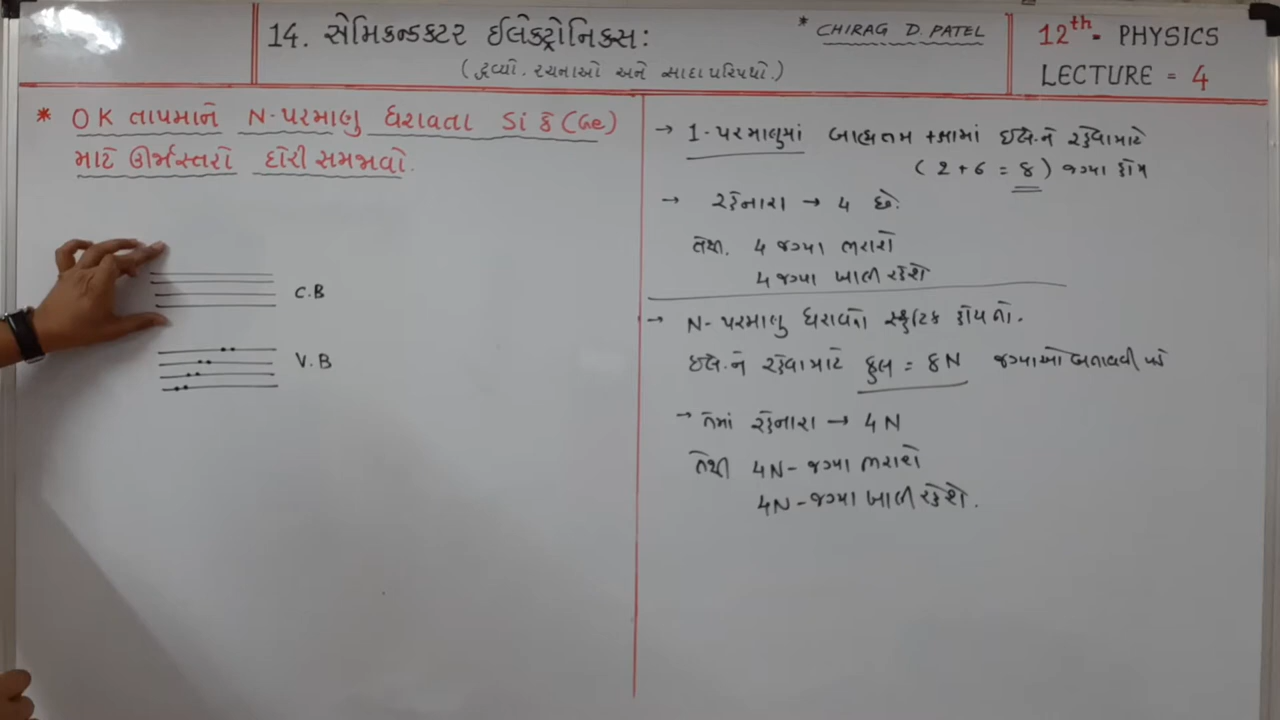 14. સેમિકન્ડક્ટર ઈલેક્ટ્રોનિક્સ:
(દ્રવ્યો. રચનાઓ અને સાદા પરિપથો.)
* CHIRAG D. PATEL
12th - PHYSICS
LECTURE = 4
* 0 K તાપમાને N-પરમાણુ ધરાવતા Si કે (Ge)
માટે ઊર્જાસ્તરો દોરી સમજાવો.
C.B
V.B
→ 1-પરમાણુમાં બાહ્યતમ કક્ષામાં ઈલે.ને રહેવા માટે
(2+6 = 8) જગ્યા હોય
→ રહેનારા → 4 છે.
તેથી. 4 જગ્યા ભરાશે
4 જગ્યા ખાલી રહેશે
→ N-પરમાણુ ધરાવતો સ્ફટિક હોય તો.
ઈલે.ને રહેવા માટે કુલ = 8N જગ્યાઓ બનાવવી પડે
→ તેમાં રહેનારા → 4N
તેથી 4N-જગ્યા ભરાશે
4N-જગ્યા ખાલી રહેશે.